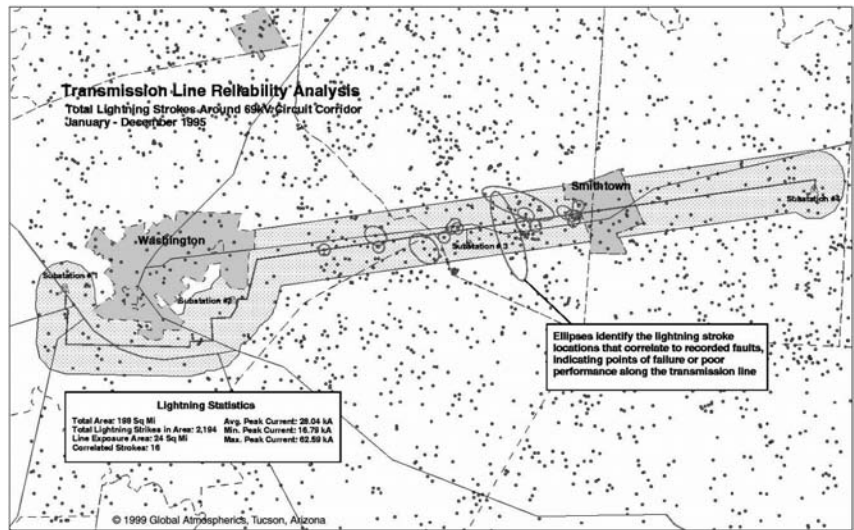 Transmission Line Reliability Analysis
Total Lightning Strokes Around 69kV Circuit Corridor
January - December 1995
Smithtown
Substation #4
Washington
Substation # 3
Substation #1
Substation #2
Ellipses identify the lightning stroke
locations that correlate to recorded faults,
indicating points of failure or poor
performance along the transmission line
Lightning Statistics
Total Area: 198 Sq Mi Avg. Peak Current: 28.04 kA
Total Lightning Strikes in Area: 2,194 Min. Peak Current: 16.79 kA
Line Exposure Area: 24 Sq Mi Max. Peak Current: 62.59 kA
Correlated Strokes: 16
© 1999 Global Atmospherics, Tucson, Arizona